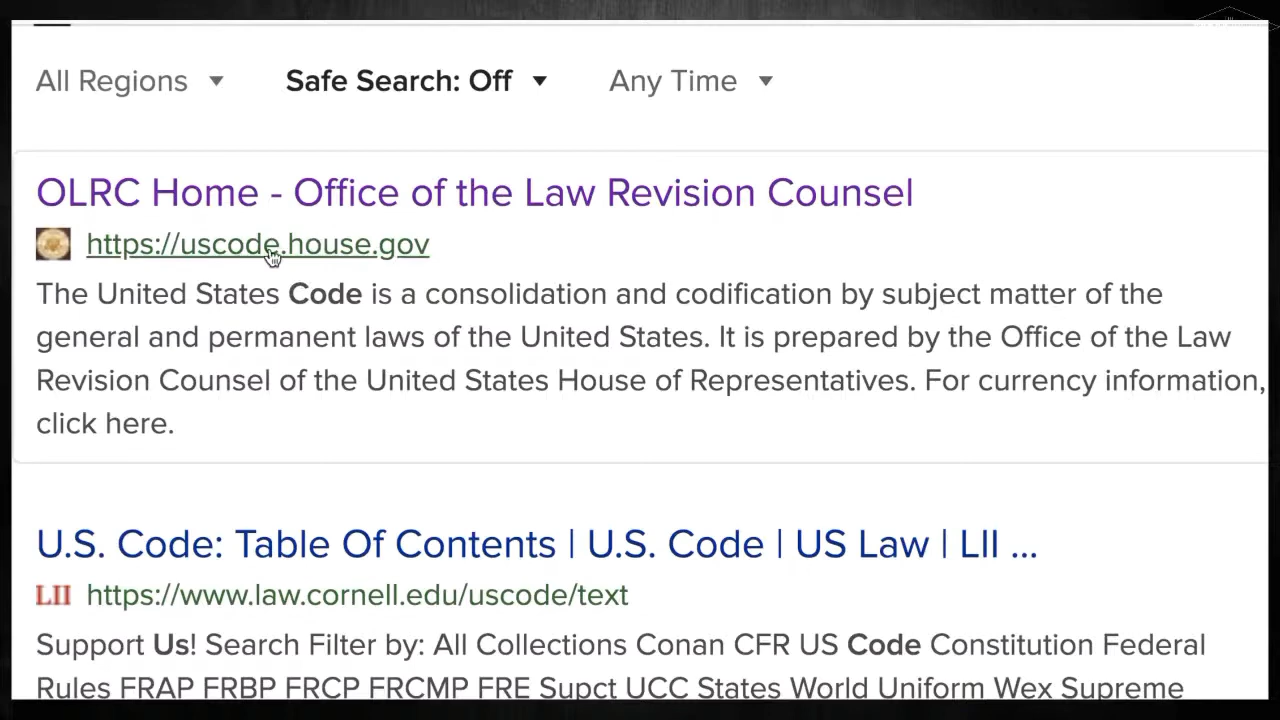 All Regions Safe Search: Off Any Time
OLRC Home - Office of the Law Revision Counsel
https://uscode.house.gov
The United States Code is a consolidation and codification by subject matter of the
general and permanent laws of the United States. It is prepared by the Office of the Law
Revision Counsel of the United States House of Representatives. For currency information,
click here.
U.S. Code: Table Of Contents | U.S. Code | US Law | LII ...
LII https://www.law.cornell.edu/uscode/text
Support Us! Search Filter by: All Collections Conan CFR US Code Constitution Federal
Rules FRAP FRBP FRCP FRCMP FRE Supct UCC States World Uniform Wex Supreme